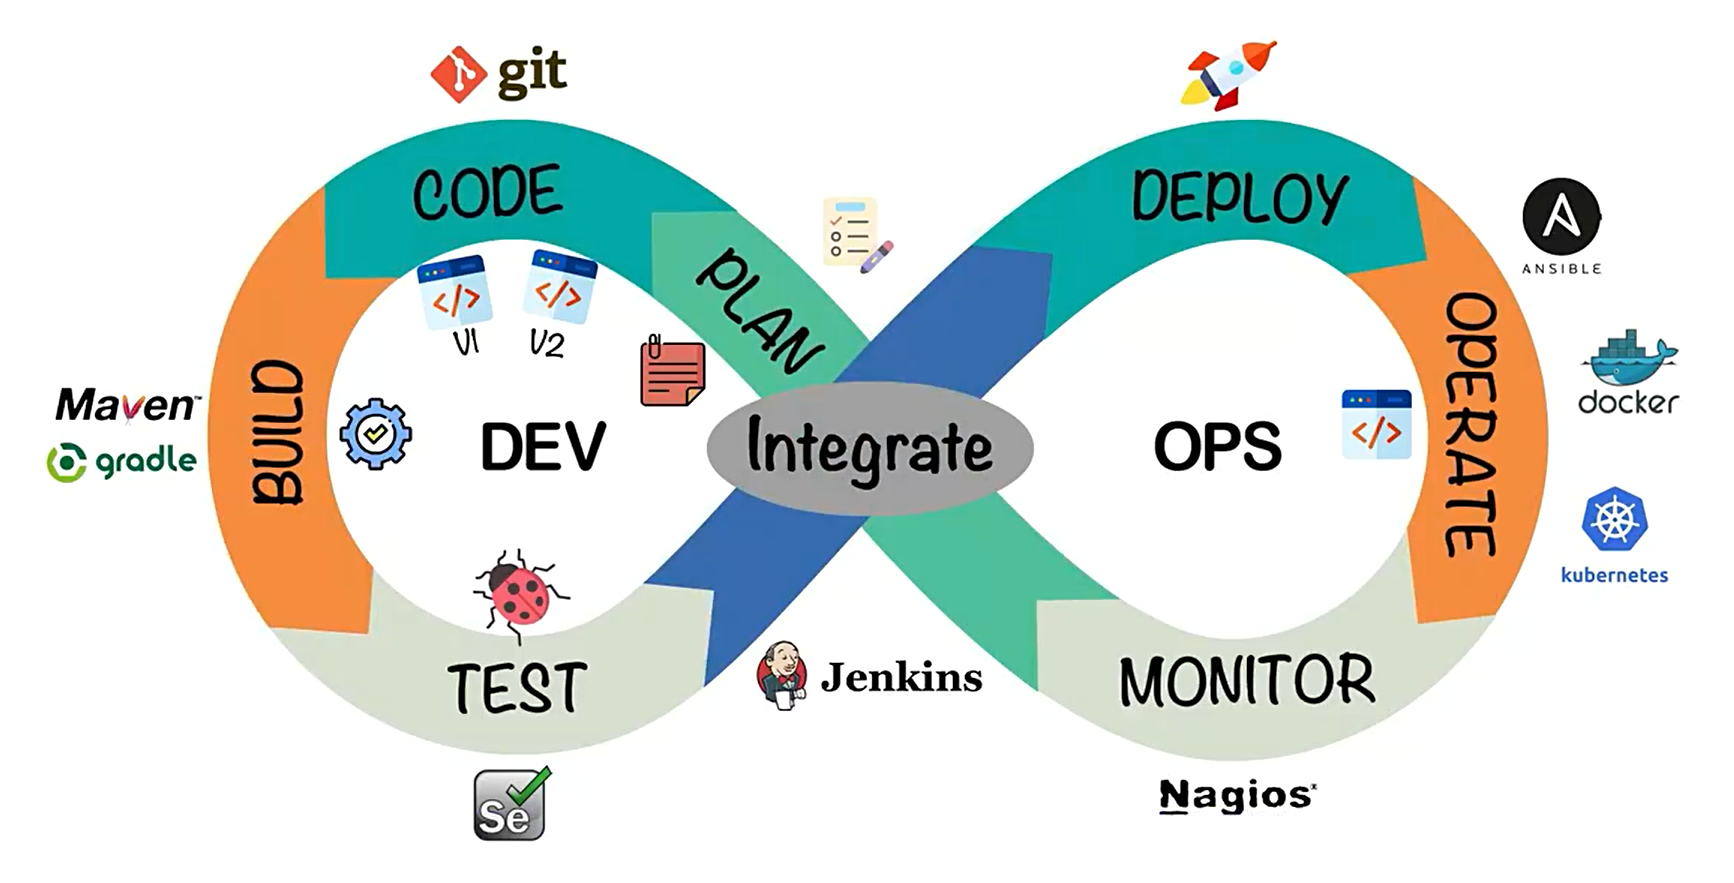 git
CODE
DEPLOY
PLAN
</>
</>
V1
V2
BUILD
Maven™
gradle
DEV
Integrate
OPS
</>
OPERATE
A
ANSIBLE
docker
kubernetes
TEST
Jenkins
MONITOR
Se
Nagios